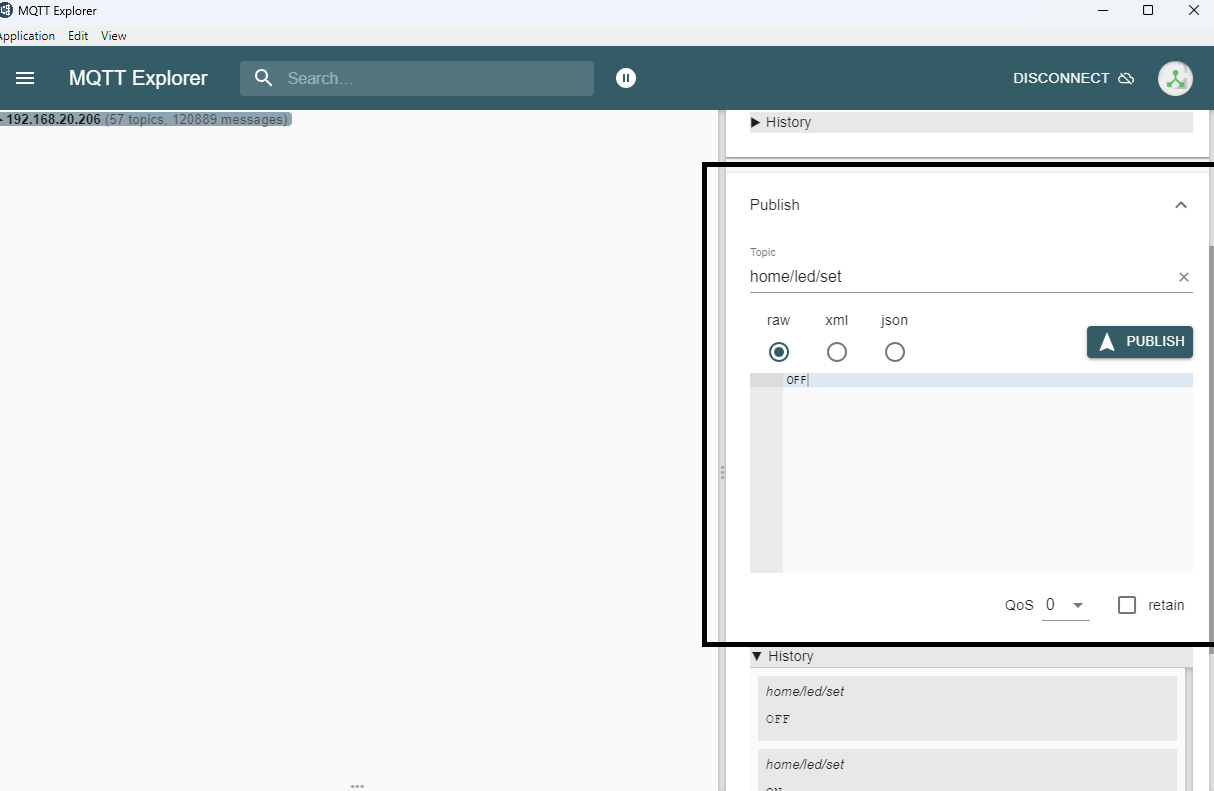 MQTT Explorer
Application Edit View
MQTT Explorer Search... DISCONNECT
192.168.20.206 (57 topics, 120889 messages)
▶ History
Publish
Topic
home/led/set
raw xml json
PUBLISH
OFF
QoS 0 retain
▼ History
home/led/set
OFF
home/led/set
ON